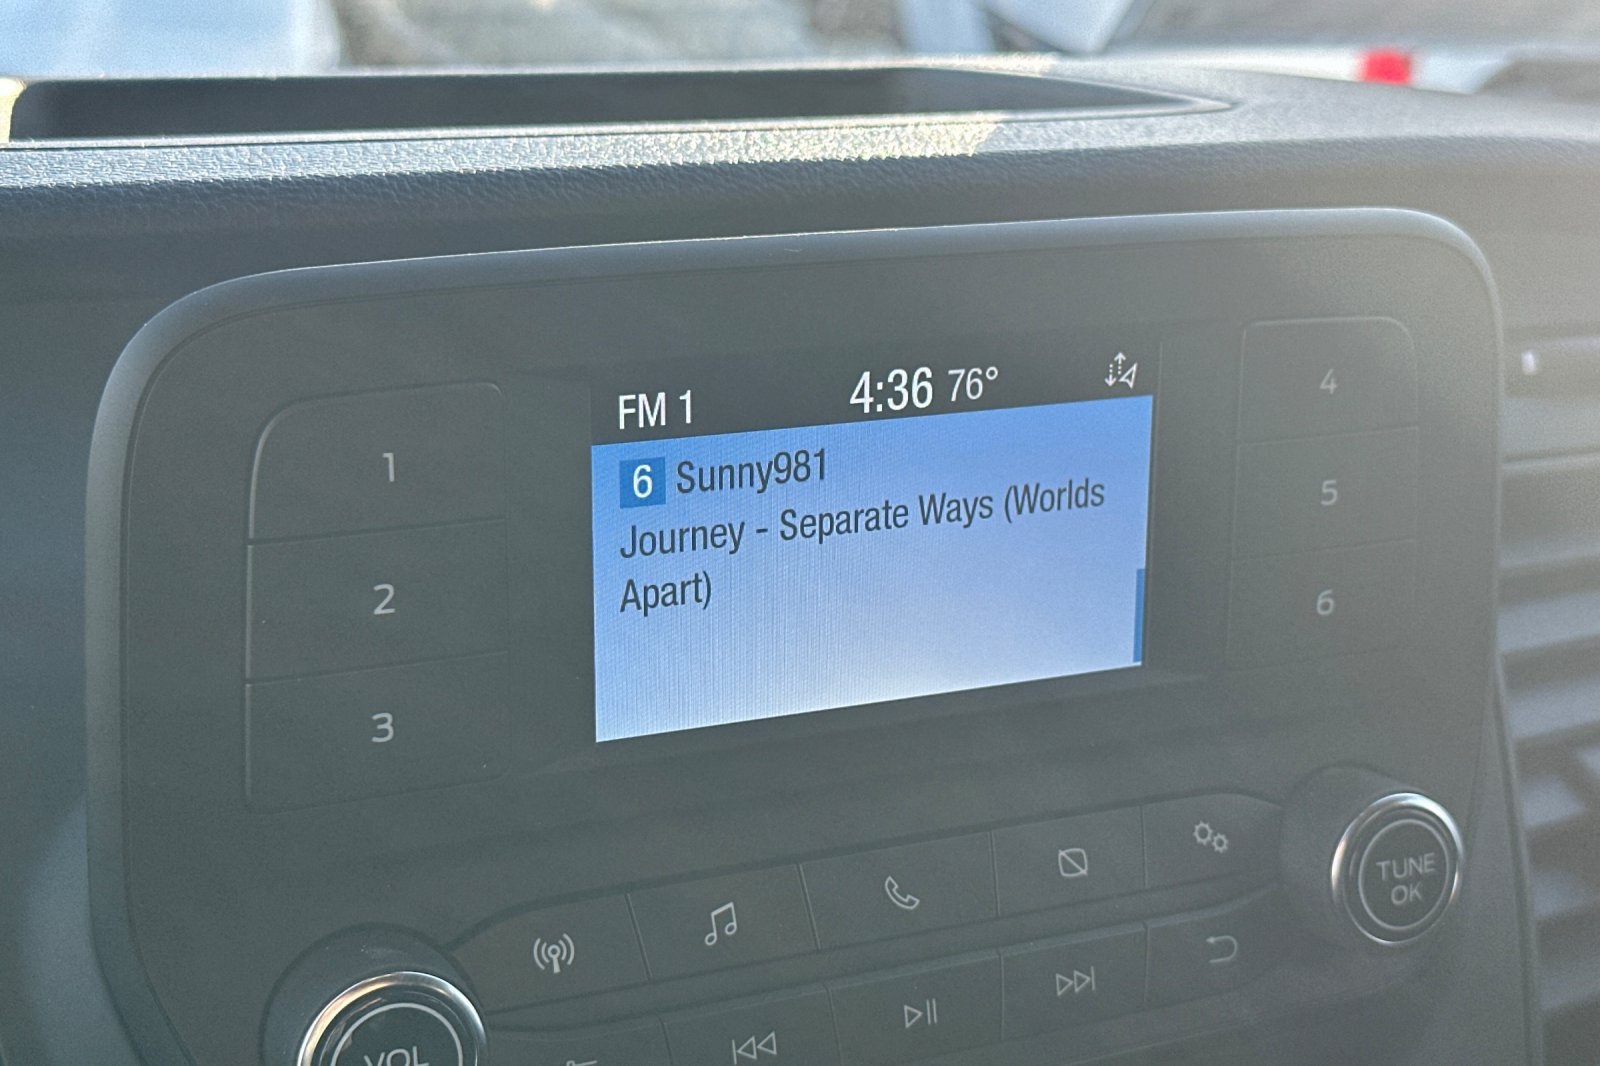 FM 1 4:36 76°
6 Sunny981
Journey - Separate Ways (Worlds
Apart)
1
2
3
4
5
6
VOL
TUNE
OK